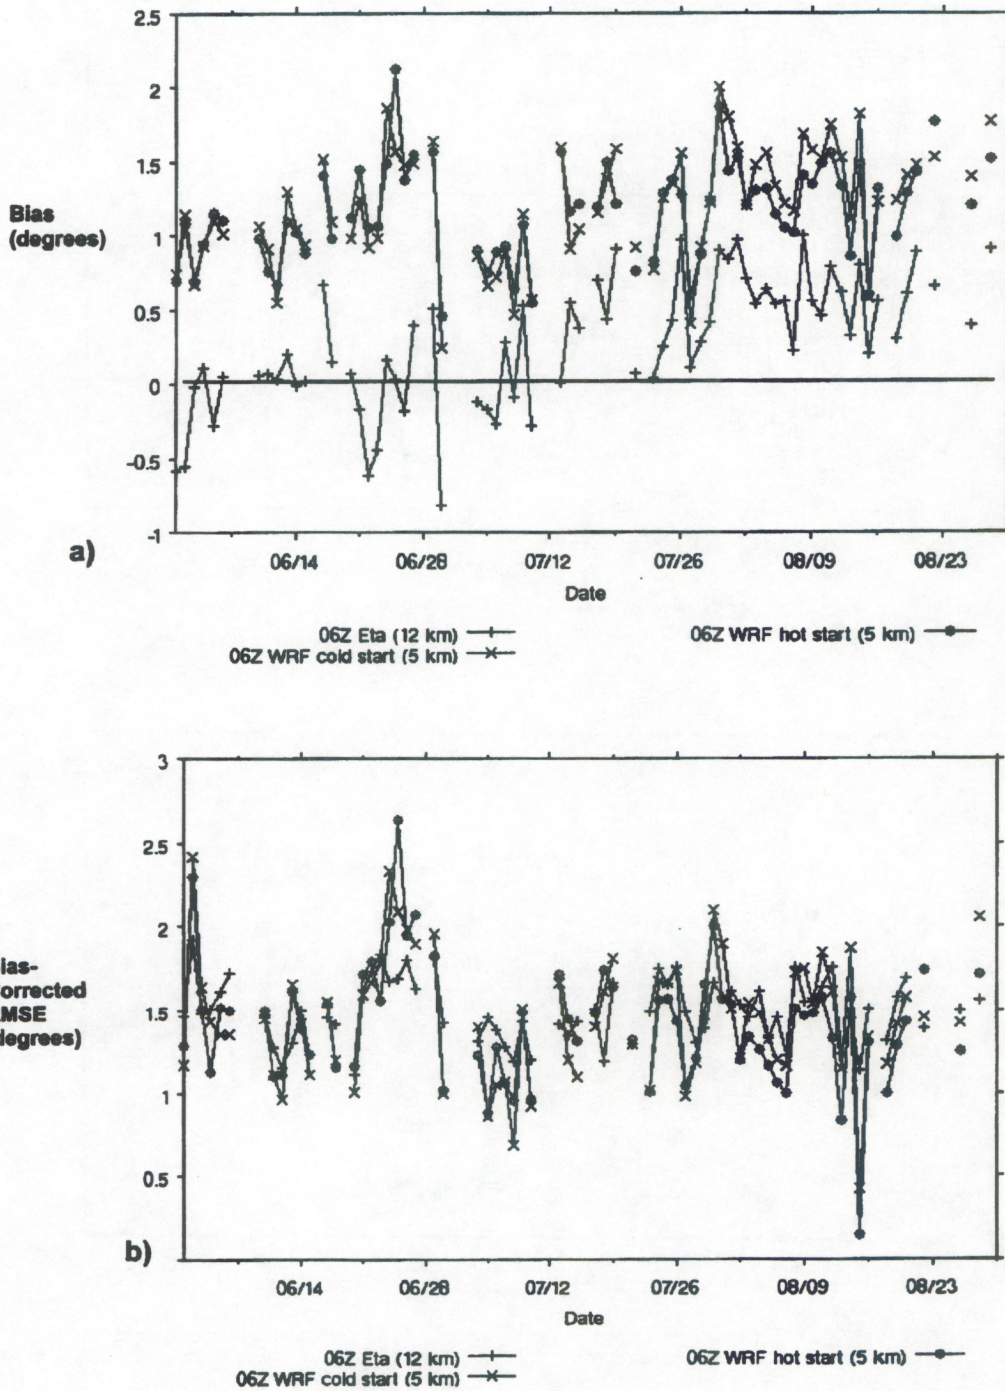 2.5
2
1.5
Bias
(degrees)
1
0.5
0
-0.5
-1
a)
06/14 06/28 07/12 07/26 08/09 08/23
Date
06Z Eta (12 km)
06Z WRF hot start (5 km)
06Z WRF cold start (5 km)
3
2.5
2
ias-
orrected
MSE
degrees)
1.5
1
0.5
b)
06/14 06/28 07/12 07/26 08/09 08/23
Date
06Z Eta (12 km)
06Z WRF hot start (5 km)
06Z WRF cold start (5 km)